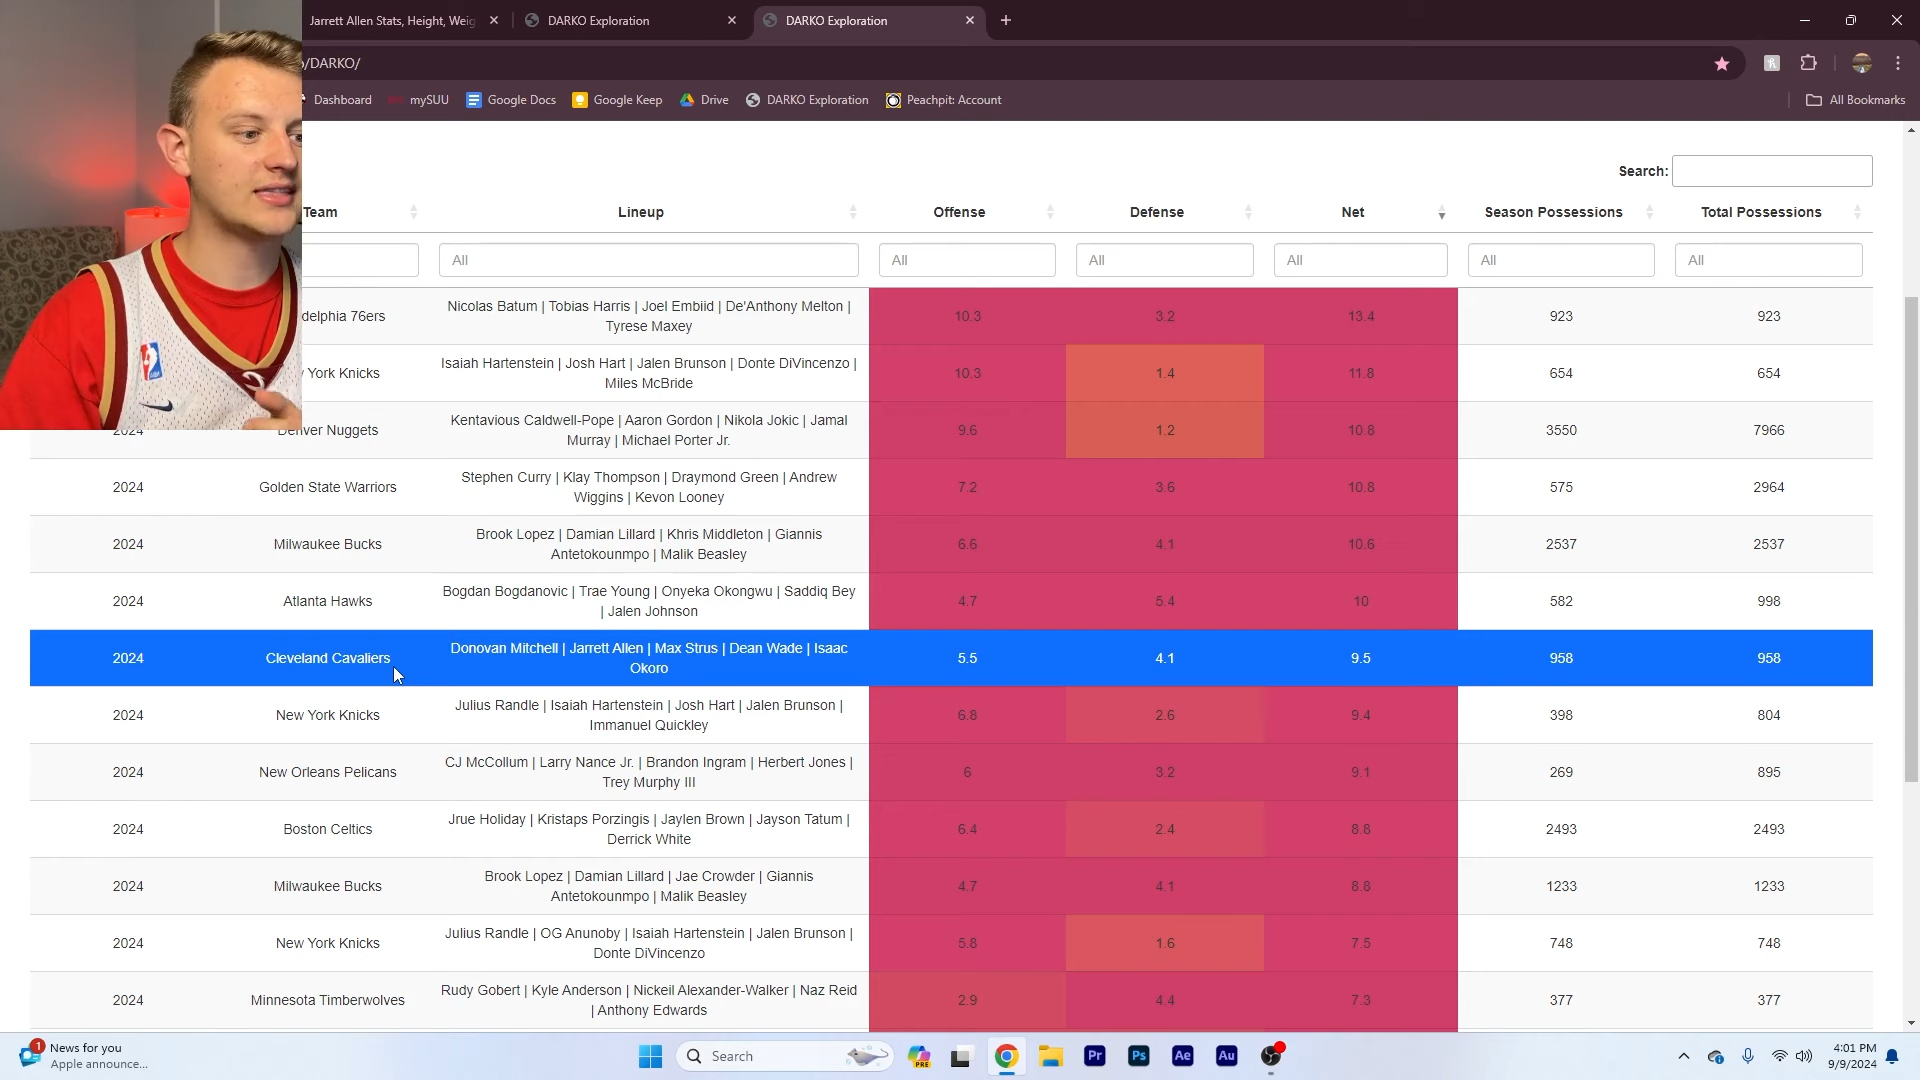 Jarrett Allen Stats, Height, Weig
DARKO Exploration
DARKO Exploration
/DARKO/
Dashboard
mySUU
Google Docs
Google Keep
Drive
DARKO Exploration
Peachpit: Account
All Bookmarks
Search:
Team
Lineup
Offense
Defense
Net
Season Possessions
Total Possessions
All
All
All
All
All
All
delphia 76ers
Nicolas Batum | Tobias Harris | Joel Embiid | De'Anthony Melton |
Tyrese Maxey
10.3
3.2
13.4
923
923
York Knicks
Isaiah Hartenstein | Josh Hart | Jalen Brunson | Donte DiVincenzo |
Miles McBride
10.3
1.4
11.8
654
654
2024
Denver Nuggets
Kentavious Caldwell-Pope | Aaron Gordon | Nikola Jokic | Jamal
Murray | Michael Porter Jr.
9.6
1.2
10.8
3550
7966
2024
Golden State Warriors
Stephen Curry | Klay Thompson | Draymond Green | Andrew
Wiggins | Kevon Looney
7.2
3.6
10.8
575
2964
2024
Milwaukee Bucks
Brook Lopez | Damian Lillard | Khris Middleton | Giannis
Antetokounmpo | Malik Beasley
6.6
4.1
10.6
2537
2537
2024
Atlanta Hawks
Bogdan Bogdanovic | Trae Young | Onyeka Okongwu | Saddiq Bey
| Jalen Johnson
4.7
5.4
10
582
998
2024
Cleveland Cavaliers
Donovan Mitchell | Jarrett Allen | Max Strus | Dean Wade | Isaac
Okoro
5.5
4.1
9.5
958
958
2024
New York Knicks
Julius Randle | Isaiah Hartenstein | Josh Hart | Jalen Brunson |
Immanuel Quickley
6.8
2.6
9.4
398
804
2024
New Orleans Pelicans
CJ McCollum | Larry Nance Jr. | Brandon Ingram | Herbert Jones |
Trey Murphy III
6
3.2
9.1
269
895
2024
Boston Celtics
Jrue Holiday | Kristaps Porzingis | Jaylen Brown | Jayson Tatum |
Derrick White
6.4
2.4
8.8
2493
2493
2024
Milwaukee Bucks
Brook Lopez | Damian Lillard | Jae Crowder | Giannis
Antetokounmpo | Malik Beasley
4.7
4.1
8.8
1233
1233
2024
New York Knicks
Julius Randle | OG Anunoby | Isaiah Hartenstein | Jalen Brunson |
Donte DiVincenzo
5.8
1.6
7.5
748
748
2024
Minnesota Timberwolves
Rudy Gobert | Kyle Anderson | Nickeil Alexander-Walker | Naz Reid
| Anthony Edwards
2.9
4.4
7.3
377
377
1
News for you
Apple announce...
Search
PRE
Pr
Ps
Ae
Au
4:01 PM
9/9/2024